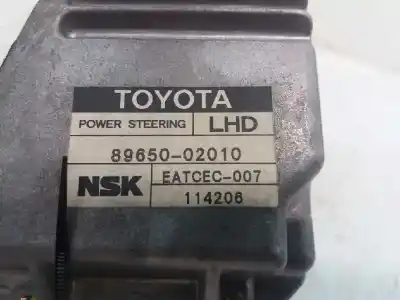 TOYOTA
POWER STEERING LHD
89650-02010
NSK EATCEC-007
114206